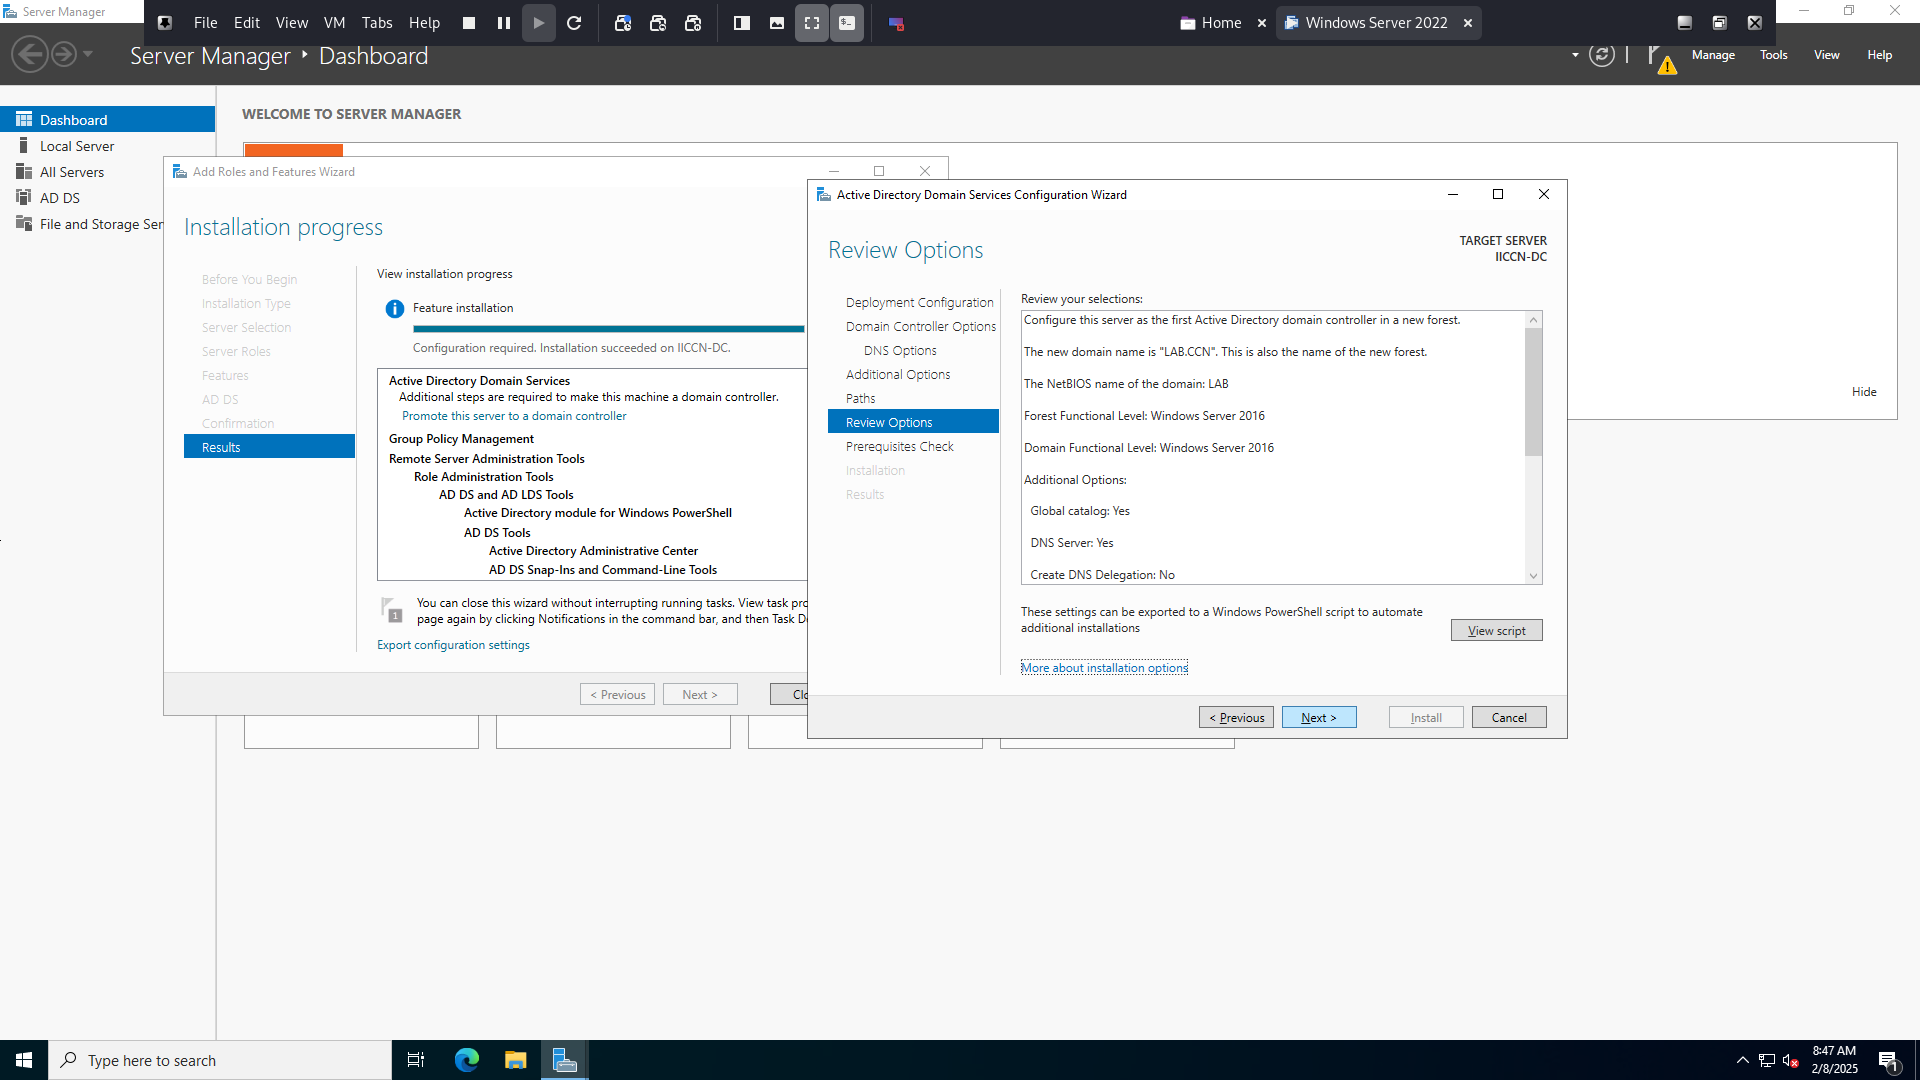 Server Manager
File Edit View VM Tabs Help
Home
Windows Server 2022
Server Manager ‣ Dashboard
Manage Tools View Help
Dashboard
Local Server
All Servers
AD DS
File and Storage Ser
WELCOME TO SERVER MANAGER
Hide
Add Roles and Features Wizard
Installation progress
Before You Begin
Installation Type
Server Selection
Server Roles
Features
AD DS
Confirmation
Results
View installation progress
Feature installation
Configuration required. Installation succeeded on IICCN-DC.
Active Directory Domain Services
Additional steps are required to make this machine a domain controller.
Promote this server to a domain controller
Group Policy Management
Remote Server Administration Tools
Role Administration Tools
AD DS and AD LDS Tools
Active Directory module for Windows PowerShell
AD DS Tools
Active Directory Administrative Center
AD DS Snap-Ins and Command-Line Tools
1
You can close this wizard without interrupting running tasks. View task pro
page again by clicking Notifications in the command bar, and then Task D
Export configuration settings
< Previous
Next >
Clo
Active Directory Domain Services Configuration Wizard
Review Options
TARGET SERVER
IICCN-DC
Deployment Configuration
Domain Controller Options
DNS Options
Additional Options
Paths
Review Options
Prerequisites Check
Installation
Results
Review your selections:
Configure this server as the first Active Directory domain controller in a new forest.
The new domain name is "LAB.CCN". This is also the name of the new forest.
The NetBIOS name of the domain: LAB
Forest Functional Level: Windows Server 2016
Domain Functional Level: Windows Server 2016
Additional Options:
Global catalog: Yes
DNS Server: Yes
Create DNS Delegation: No
These settings can be exported to a Windows PowerShell script to automate
additional installations
View script
More about installation options
< Previous
Next >
Install
Cancel
Type here to search
8:47 AM
2/8/2025
1